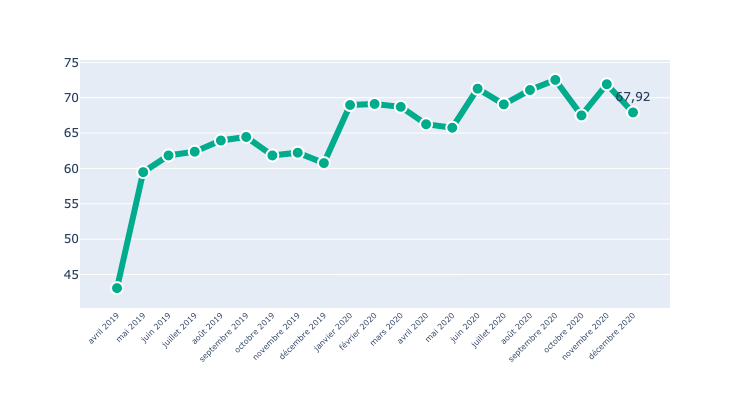 75
70
65
60
55
50
45
67,92
avril 2019
mai 2019
juin 2019
juillet 2019
août 2019
septembre 2019
octobre 2019
novembre 2019
décembre 2019
janvier 2020
février 2020
mars 2020
avril 2020
mai 2020
juin 2020
juillet 2020
août 2020
septembre 2020
octobre 2020
novembre 2020
décembre 2020